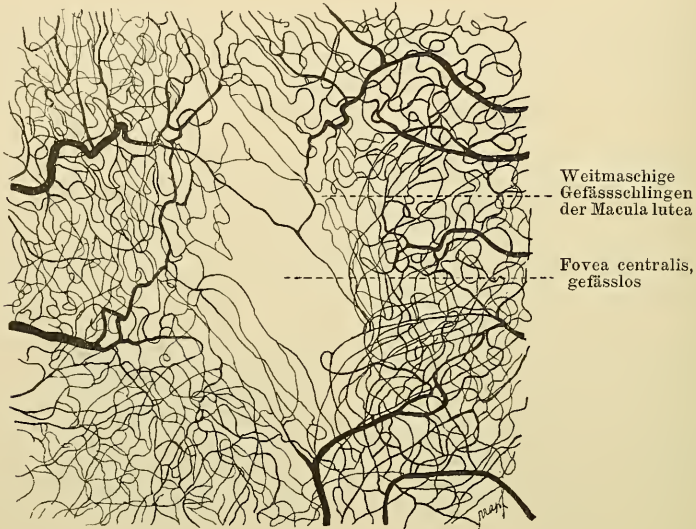 Weitmaschige
Gefässschlingen
der Macula lutea
Fovea centralis,
gefässlos